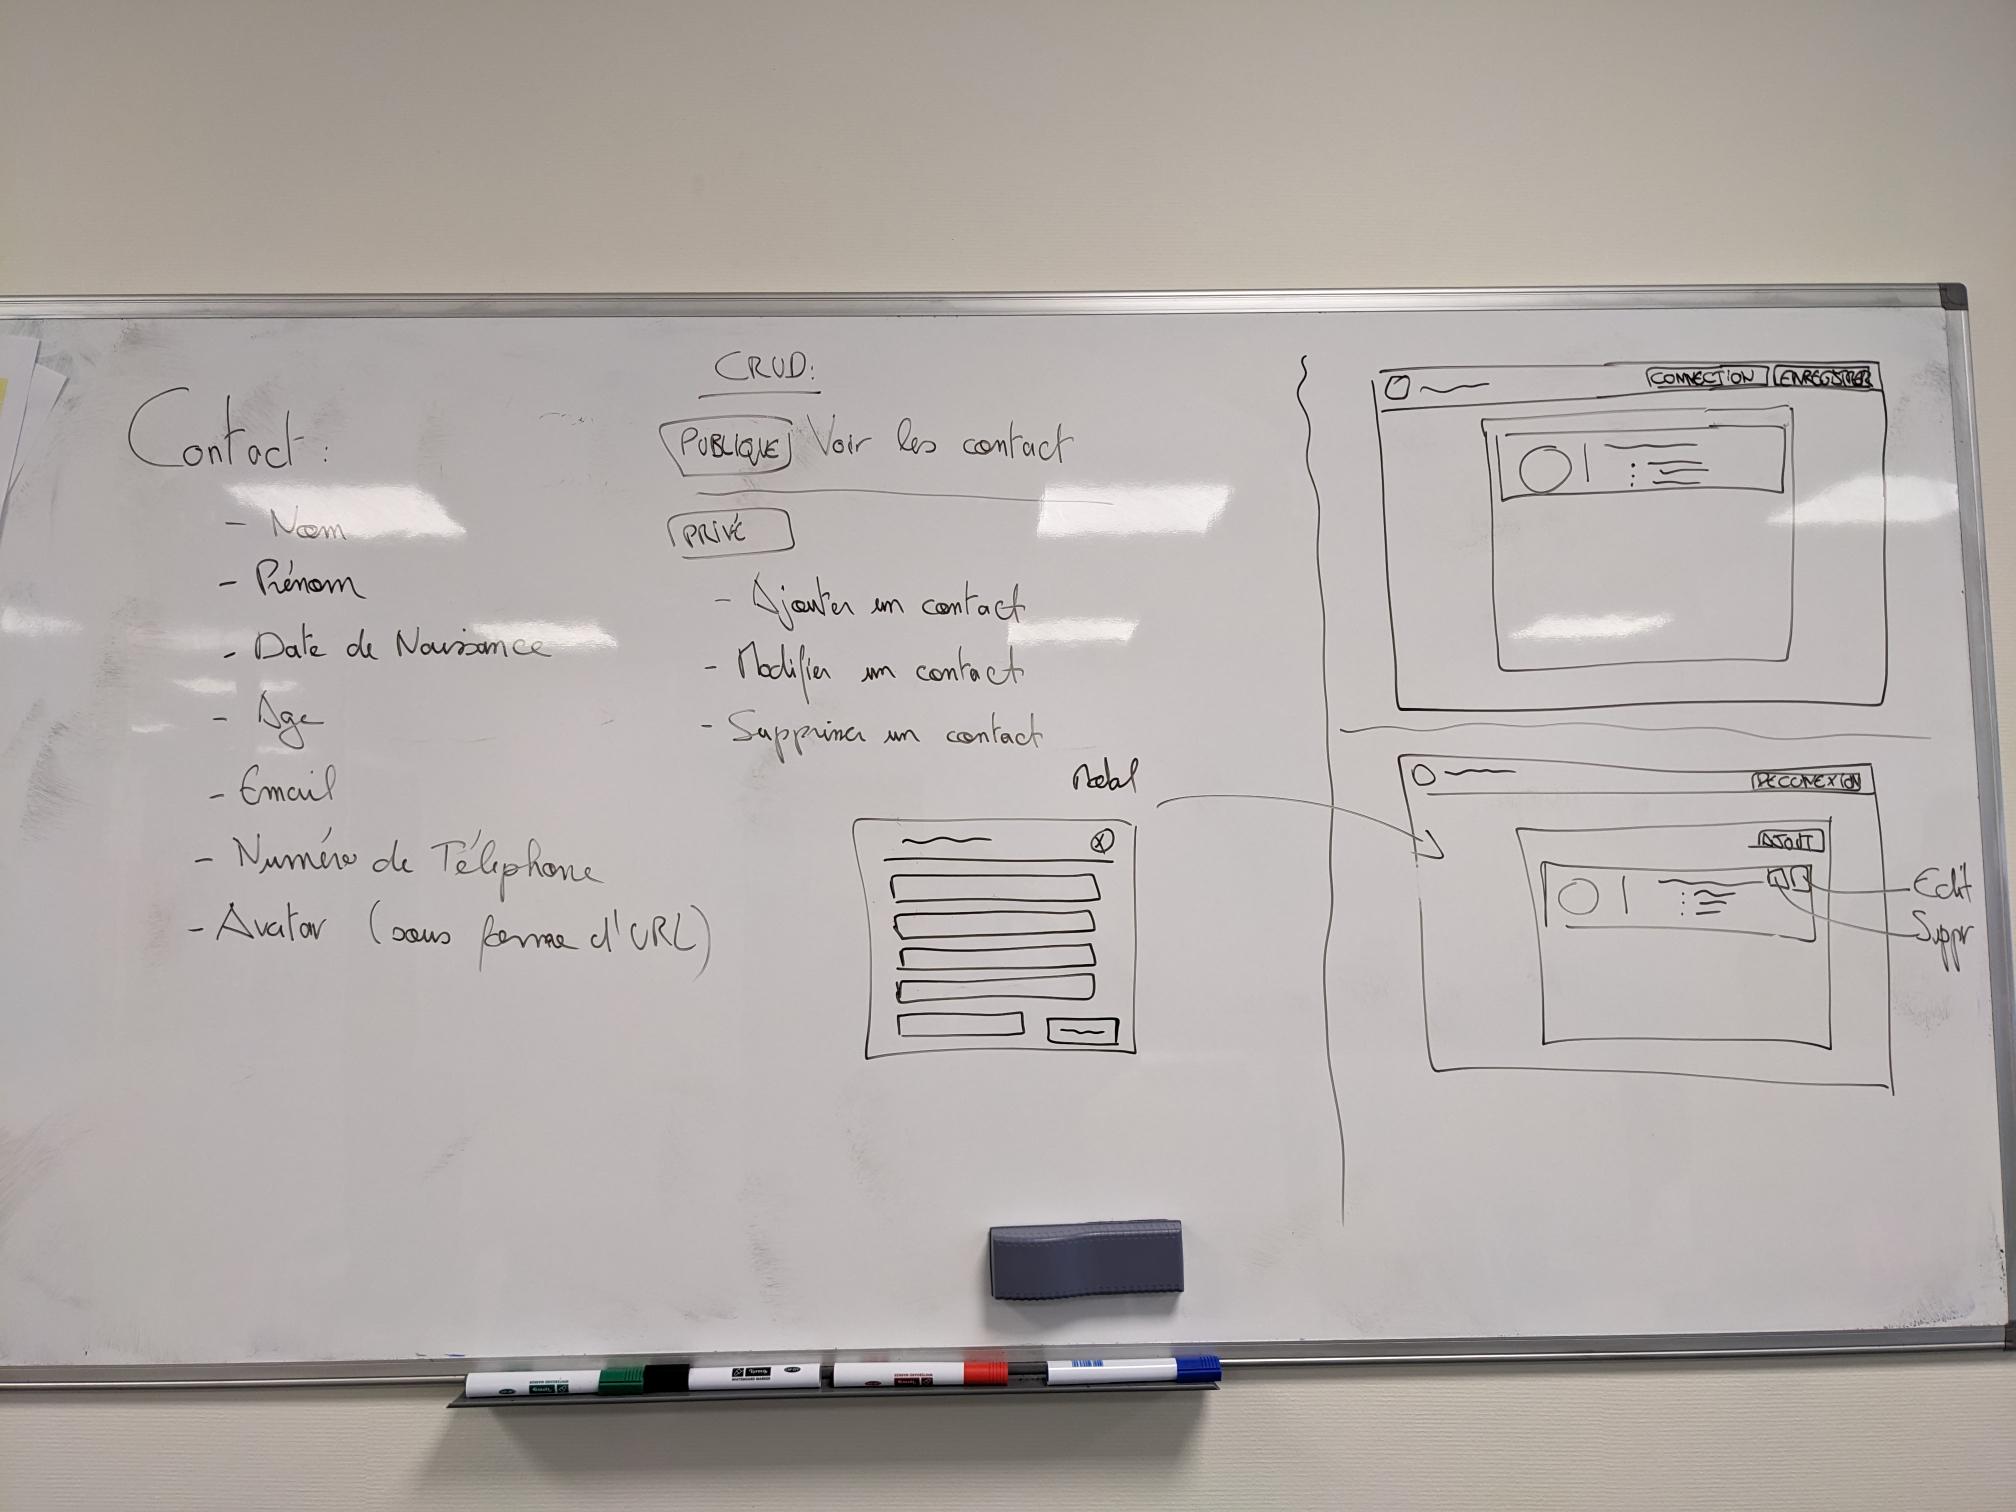 Contact :
- Nom
- Prénom
- Date de Naissance
- Age
- Email
- Numéro de Téléphone
- Avatar (sous forme d'URL)
CRUD:
PUBLIQUE Voir les contact
PRIVÉ
- Ajouter un contact
- Modifier un contact
- Supprimer un contact
Modal
X
CONNECTION ENREGISTRER
DECONEXION
AJOUT
Edit
Suppr